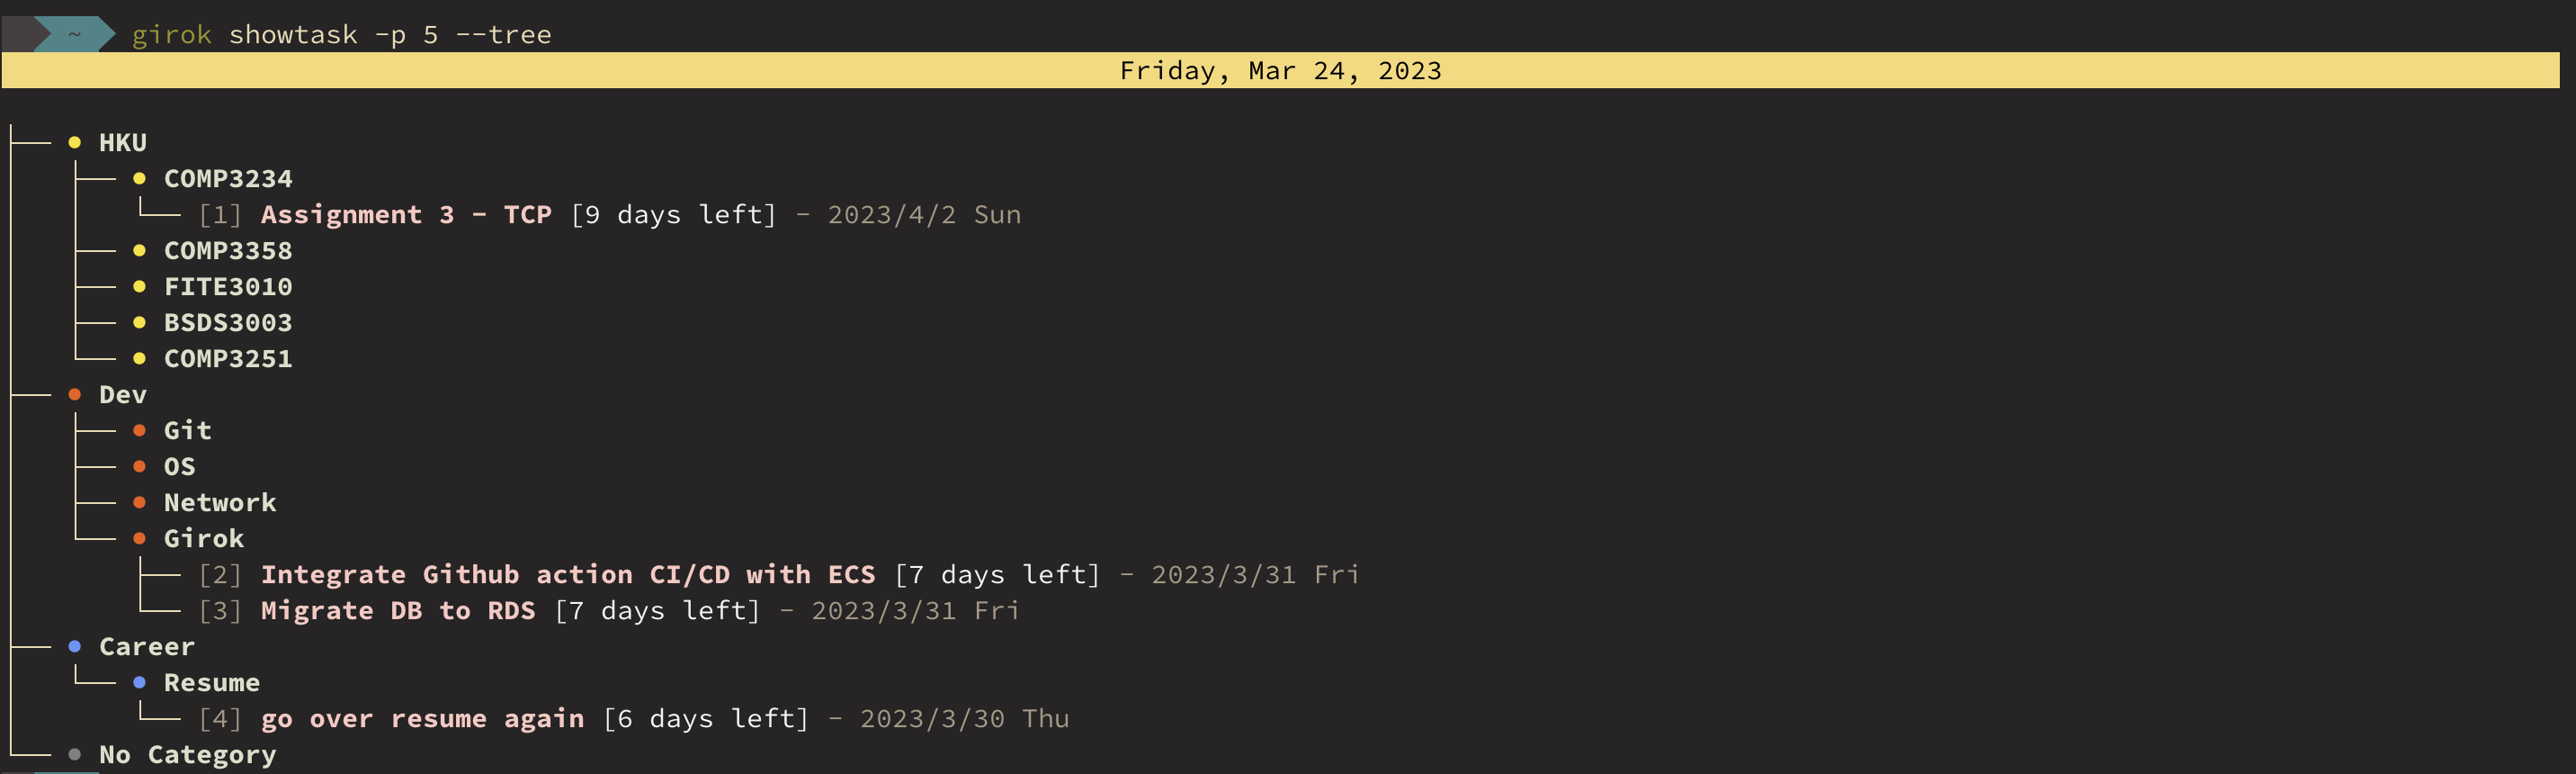 ~ girok showtask -p 5 --tree
Friday, Mar 24, 2023
HKU
COMP3234
[1] Assignment 3 - TCP [9 days left] - 2023/4/2 Sun
COMP3358
FITE3010
BSDS3003
COMP3251
Dev
Git
OS
Network
Girok
[2] Integrate Github action CI/CD with ECS [7 days left] - 2023/3/31 Fri
[3] Migrate DB to RDS [7 days left] - 2023/3/31 Fri
Career
Resume
[4] go over resume again [6 days left] - 2023/3/30 Thu
No Category